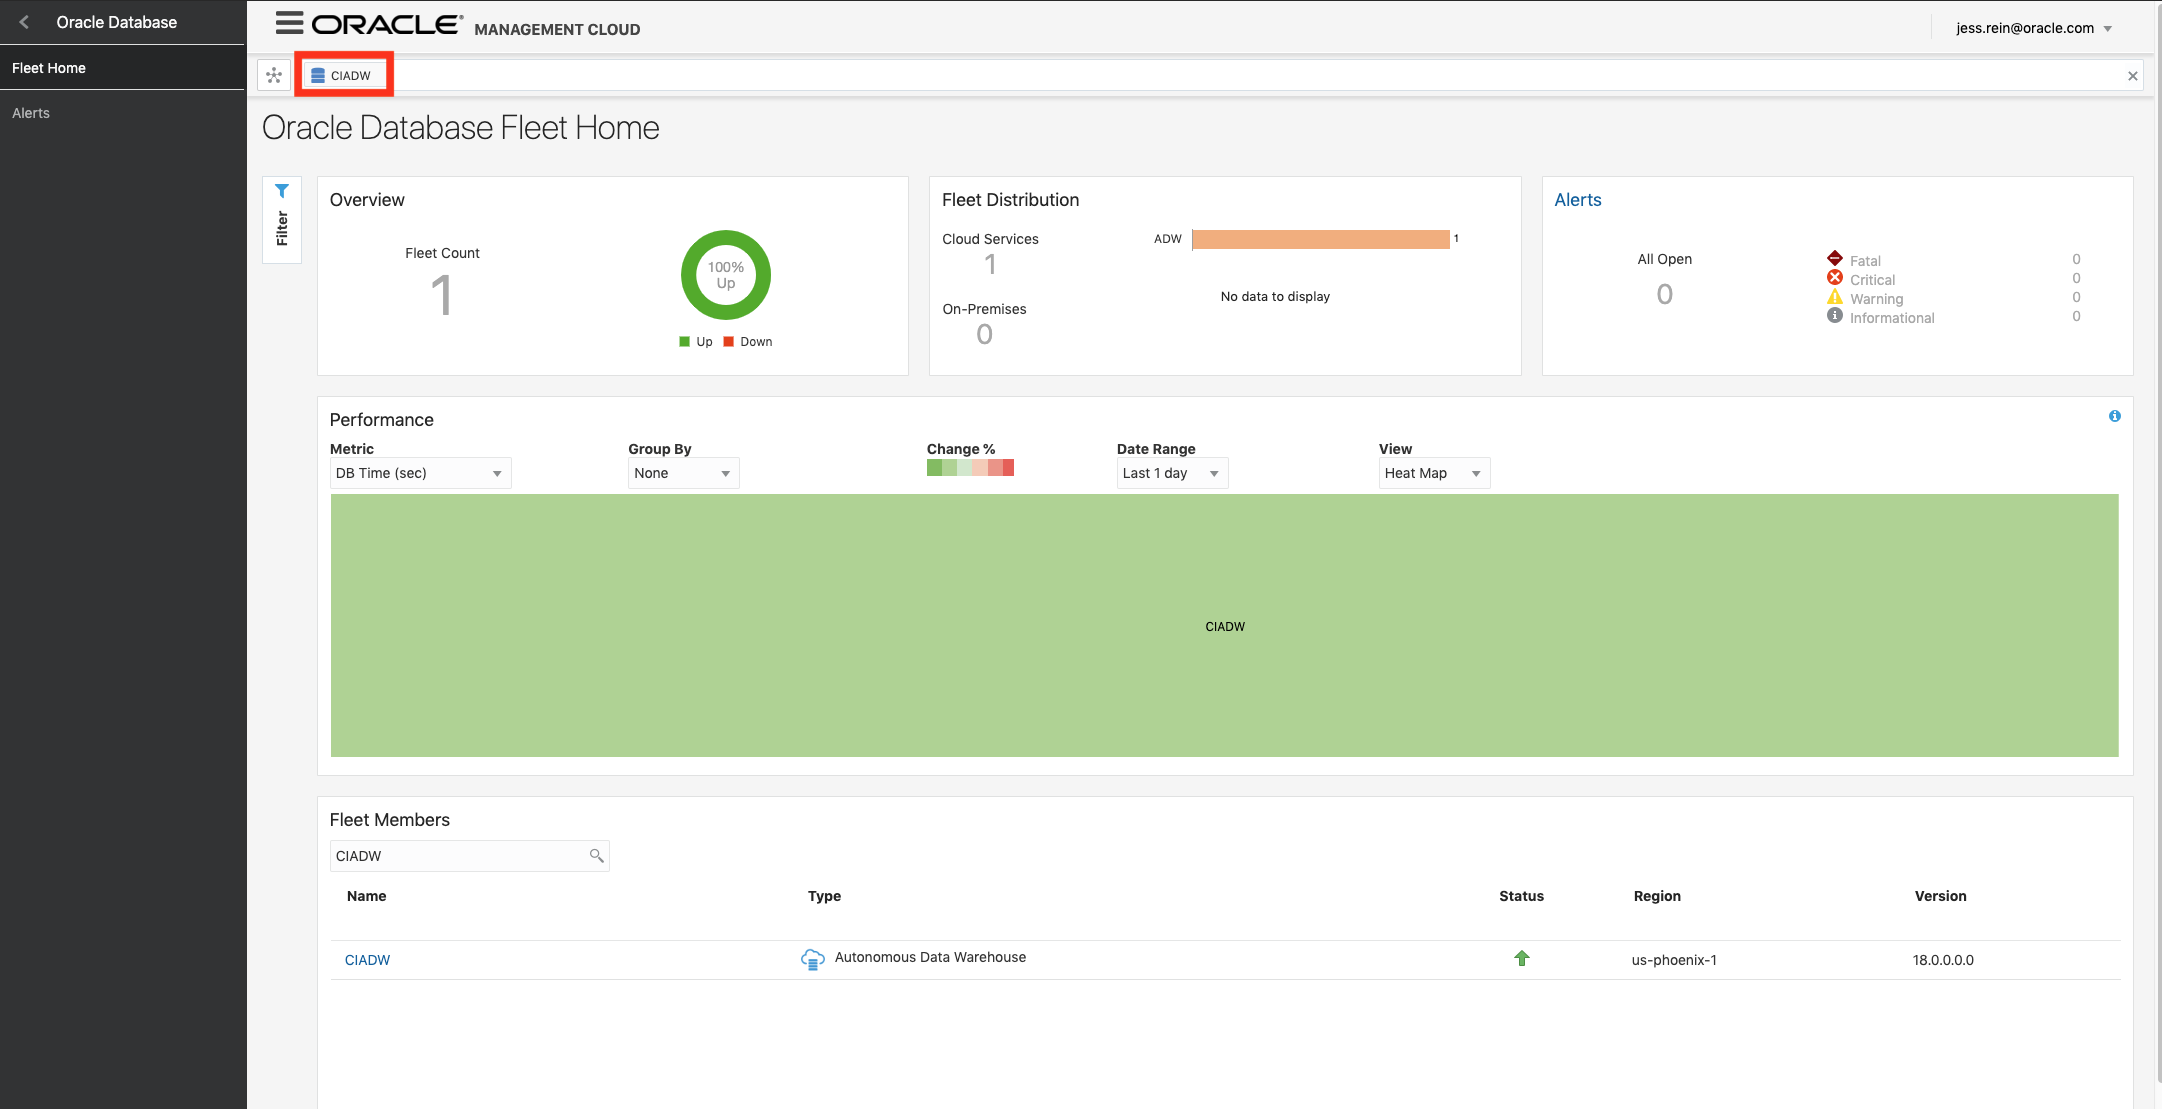 Oracle Database
Fleet Home
Alerts
ORACLE® MANAGEMENT CLOUD
jess.rein@oracle.com
CIADW
Oracle Database Fleet Home
Filter
Overview
Fleet Count
1
100%
Up
Up Down
Fleet Distribution
Cloud Services
1
ADW 1
No data to display
On-Premises
0
Alerts
All Open
0
Fatal 0
Critical 0
Warning 0
Informational 0
Performance
Metric Group By Change % Date Range View
DB Time (sec) None Last 1 day Heat Map
CIADW
Fleet Members
CIADW
Name Type Status Region Version
CIADW Autonomous Data Warehouse us-phoenix-1 18.0.0.0.0